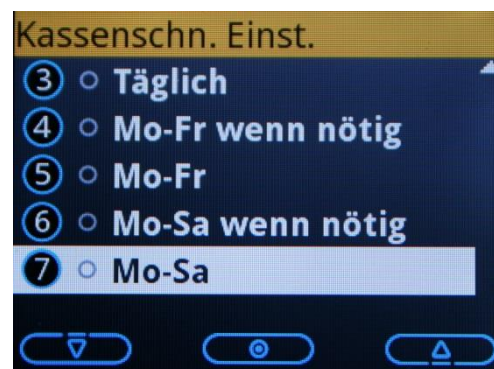 Kassenschn. Einst.
3 Täglich
4 Mo-Fr wenn nötig
5 Mo-Fr
6 Mo-Sa wenn nötig
7 Mo-Sa